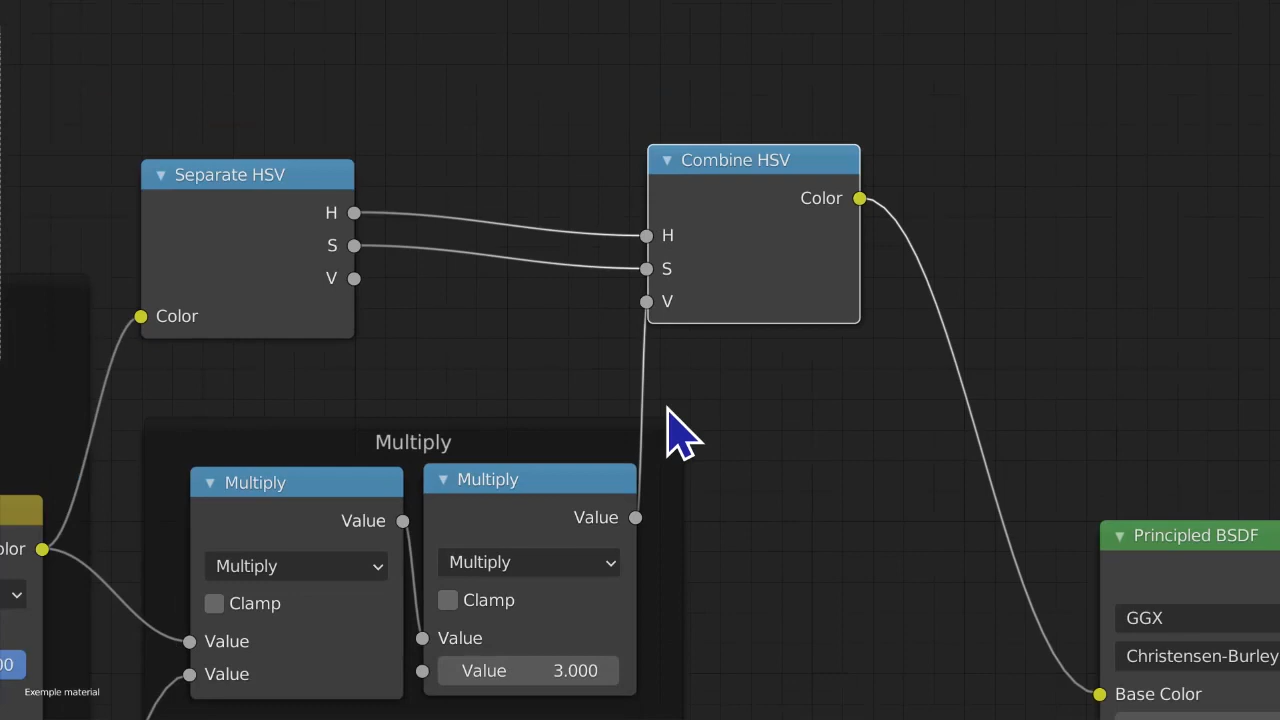 Separate HSV
H
S
V
Color
Combine HSV
Color
H
S
V
Multiply
Multiply
Value
Multiply
Clamp
Value
Value
Multiply
Value
Multiply
Clamp
Value
Value 3.000
olor
00
Exemple material
Principled BSDF
GGX
Christensen-Burley
Base Color